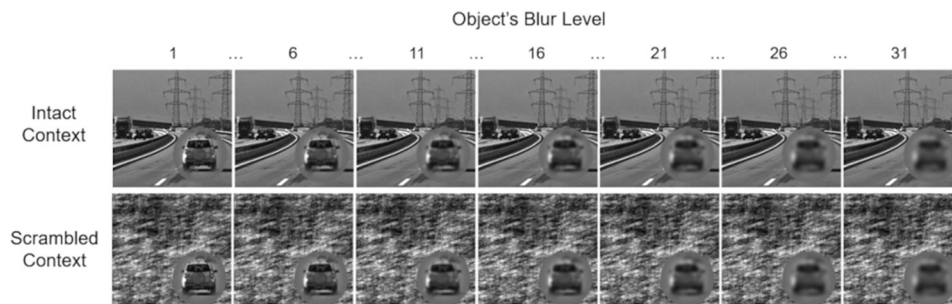 Object's Blur Level
1 ... 6 ... 11 ... 16 ... 21 ... 26 ... 31
Intact
Context
Scrambled
Context